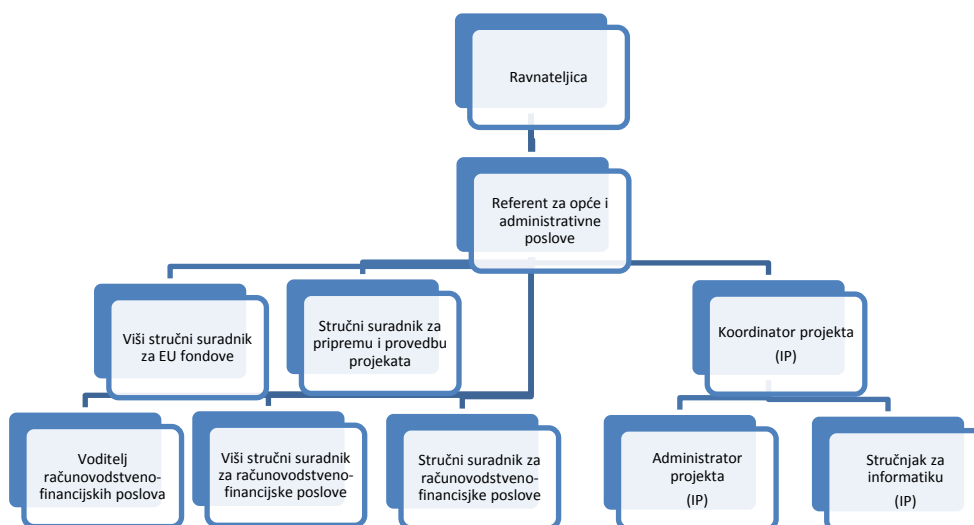 Ravnateljica
Referent za opće i
administrativne
poslove
Viši stručni suradnik
za EU fondove
Stručni suradnik za
pripremu i provedbu
projekata
Koordinator projekta
(IP)
Voditelj
računovodstveno-
financijskih poslova
Viši stručni suradnik
za računovodstveno-
financijske poslove
Stručni suradnik za
računovodstveno-
financisjke poslove
Administrator
projekta
(IP)
Stručnjak za
informatiku
(IP)